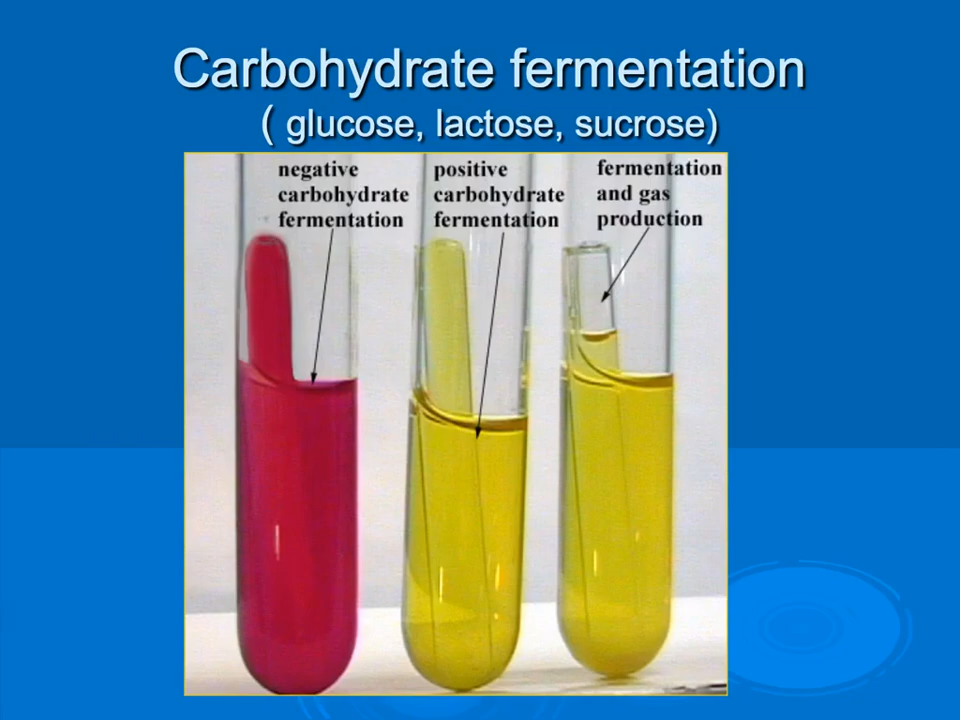 Carbohydrate fermentation
( glucose, lactose, sucrose)
negative
carbohydrate
fermentation
positive
carbohydrate
fermentation
fermentation
and gas
production